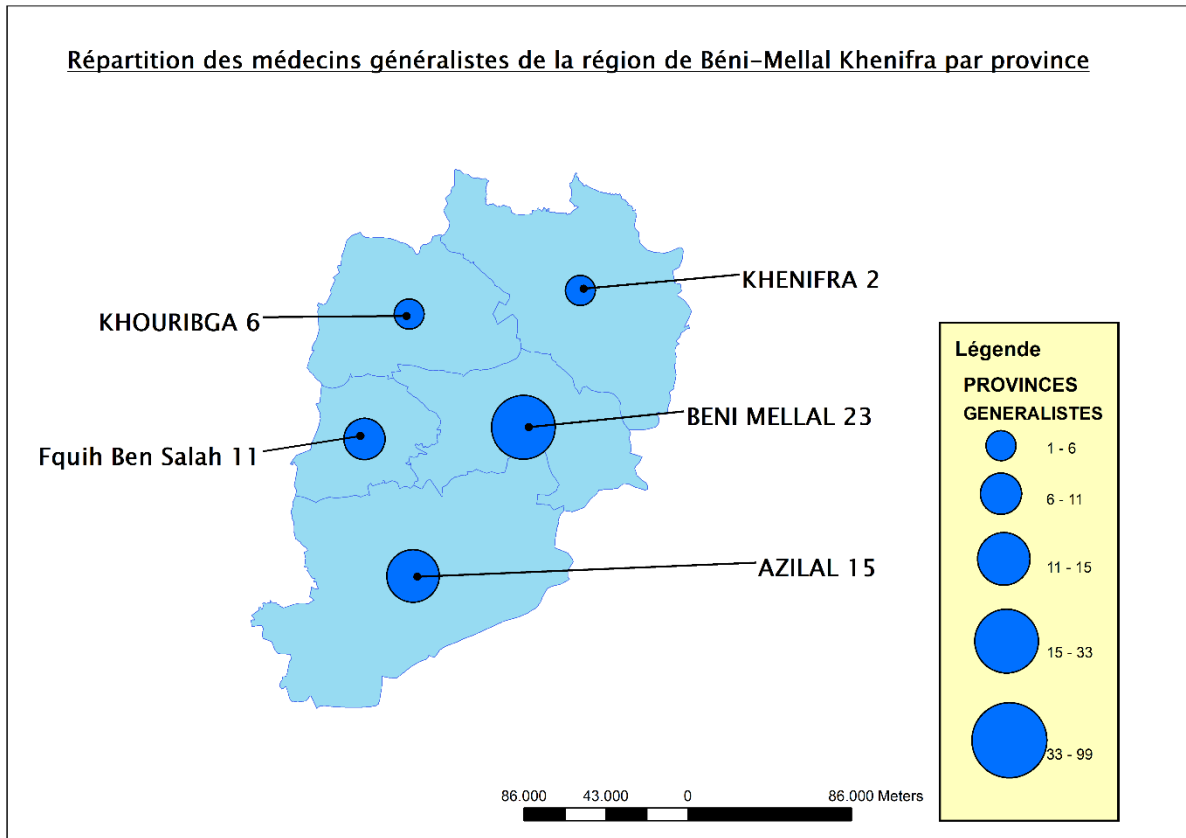 Répartition des médecins généralistes de la région de Béni-Mellal Khenifra par province
KHENIFRA 2
KHOURIBGA 6
BENI MELLAL 23
Fquih Ben Salah 11
AZILAL 15
Légende
PROVINCES
GENERALISTES
1 - 6
6 - 11
11 - 15
15 - 33
33 - 99
86.000 43.000 0 86.000 Meters